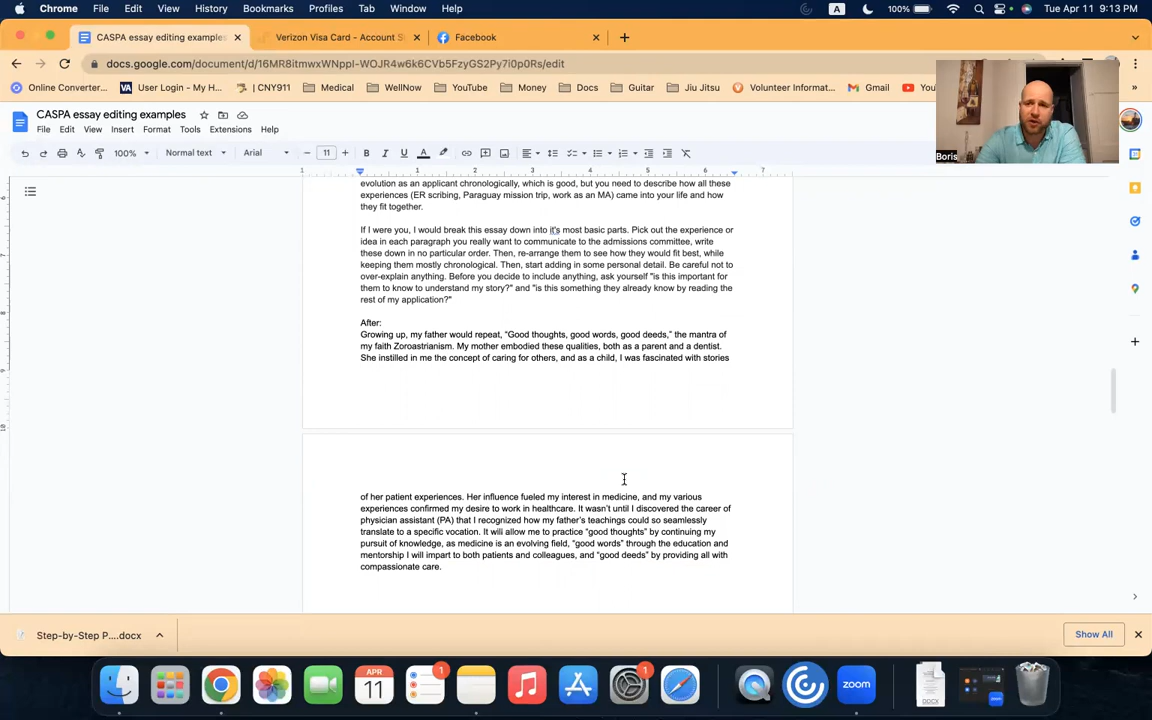 Chrome File Edit View History Bookmarks Profiles Tab Window Help A 100% Tue Apr 11 9:13 PM
CASPA essay editing examples Verizon Visa Card - Account S Facebook
docs.google.com/document/d/16MR8itmwxWNppI-WOJR4w6k6CVb5FzyGS2Py7i0p0Rs/edit
Online Converter... VA User Login - My H... | CNY911 Medical WellNow YouTube Money Docs Guitar Jiu Jitsu Volunteer Informat... Gmail You
CASPA essay editing examples
File Edit View Insert Format Tools Extensions Help
100% Normal text Arial 11
Boris
1 1 2 3 4 5 6 7
evolution as an applicant chronologically, which is good, but you need to describe how all these
experiences (ER scribing, Paraguay mission trip, work as an MA) came into your life and how
they fit together.
If I were you, I would break this essay down into it's most basic parts. Pick out the experience or
idea in each paragraph you really want to communicate to the admissions committee, write
these down in no particular order. Then, re-arrange them to see how they would fit best, while
keeping them mostly chronological. Then, start adding in some personal detail. Be careful not to
over-explain anything. Before you decide to include anything, ask yourself "is this important for
them to know to understand my story?" and "is this something they already know by reading the
rest of my application?"
After:
Growing up, my father would repeat, “Good thoughts, good words, good deeds,” the mantra of
my faith Zoroastrianism. My mother embodied these qualities, both as a parent and a dentist.
She instilled in me the concept of caring for others, and as a child, I was fascinated with stories
of her patient experiences. Her influence fueled my interest in medicine, and my various
experiences confirmed my desire to work in healthcare. It wasn’t until I discovered the career of
physician assistant (PA) that I recognized how my father’s teachings could so seamlessly
translate to a specific vocation. It will allow me to practice “good thoughts” by continuing my
pursuit of knowledge, as medicine is an evolving field, “good words” through the education and
mentorship I will impart to both patients and colleagues, and “good deeds” by providing all with
compassionate care.
Step-by-Step P....docx Show All
APR
11 1 1 zoom